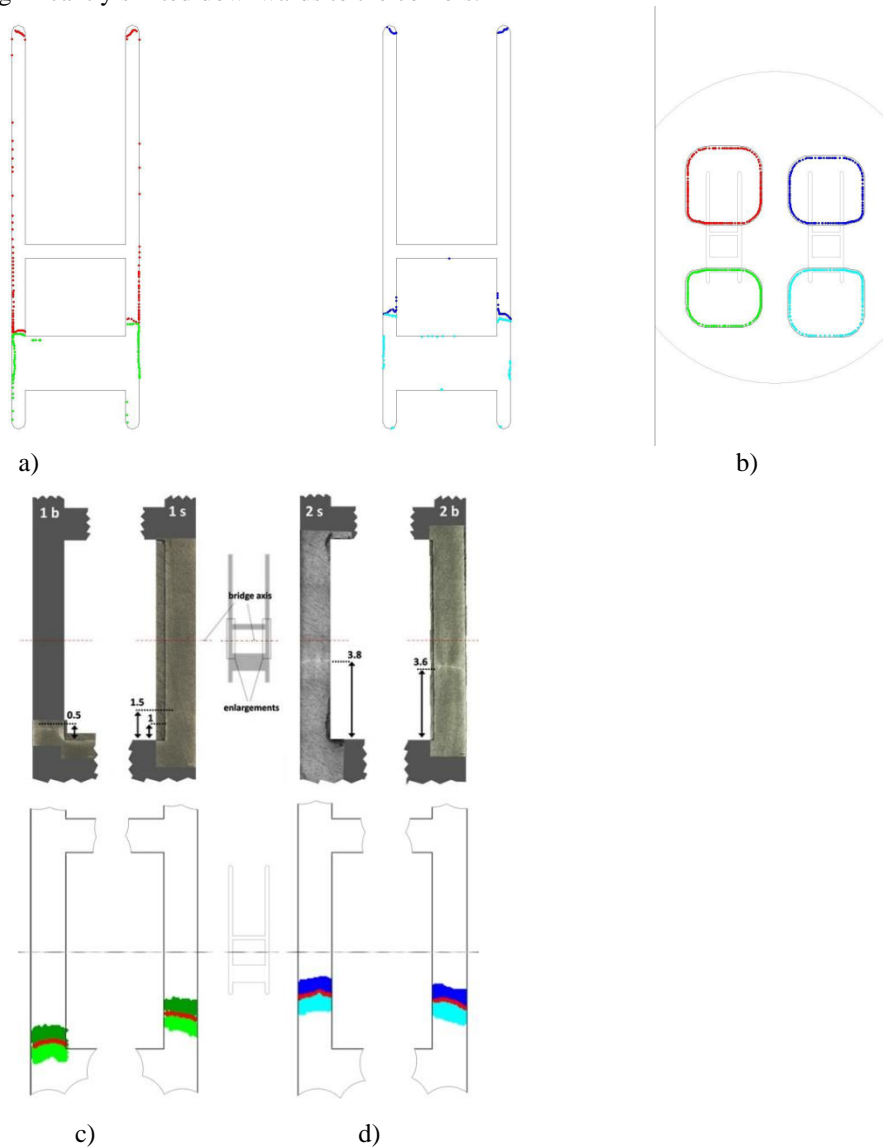 a)
b)
1 b
1 s
2 s
2 b
bridge axis
3.8
3.6
1.5
enlargements
0.5
1
c)
d)